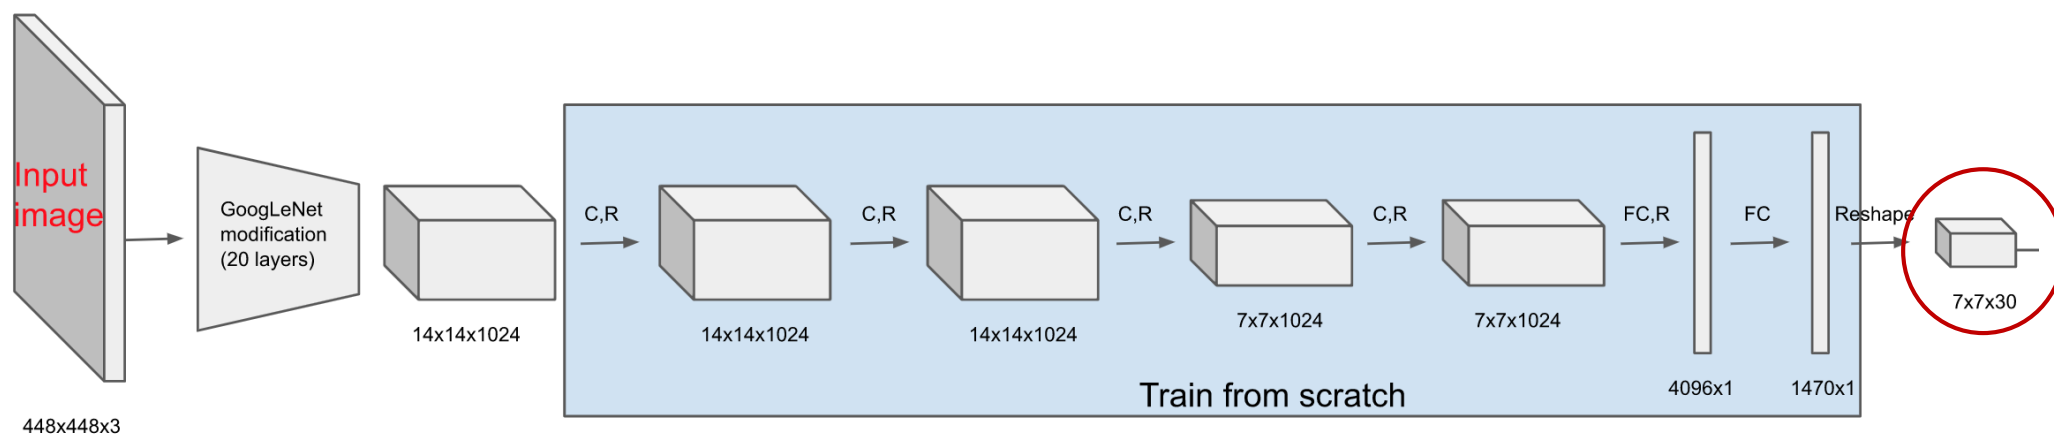 Input
image
448x448x3
GoogLeNet
modification
(20 layers)
14x14x1024
C,R
14x14x1024
C,R
14x14x1024
C,R
7x7x1024
C,R
7x7x1024
FC,R
4096x1
FC
1470x1
Reshape
7x7x30
Train from scratch